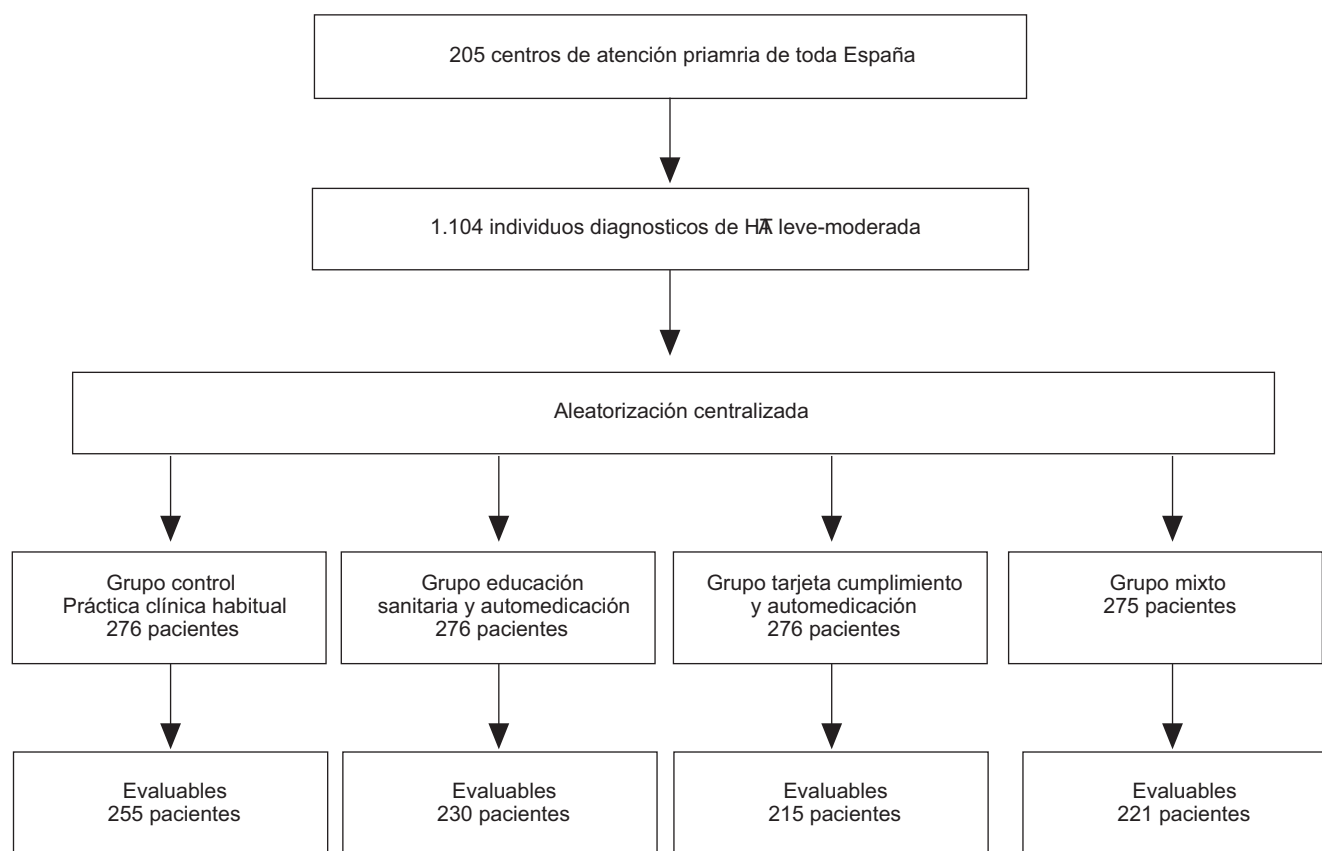 205 centros de atención priamria de toda España
1.104 individuos diagnosticos de HTA leve-moderada
Aleatorización centralizada
Grupo control
Práctica clínica habitual
276 pacientes
Grupo educación
sanitaria y automedicación
276 pacientes
Grupo tarjeta cumplimiento
y automedicación
276 pacientes
Grupo mixto
275 pacientes
Evaluables
255 pacientes
Evaluables
230 pacientes
Evaluables
215 pacientes
Evaluables
221 pacientes